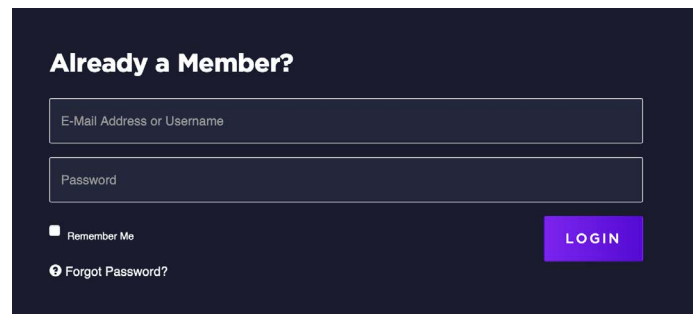 Already a Member?
E-Mail Address or Username
Password
Remember Me
LOGIN
Forgot Password?